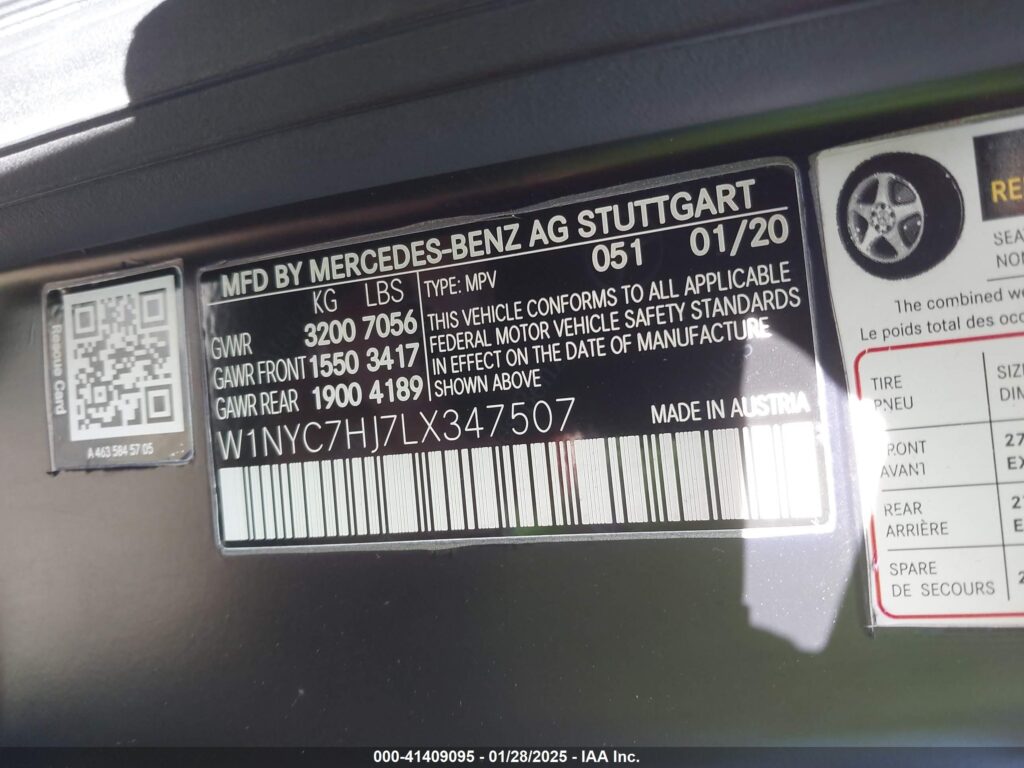 MFD BY MERCEDES-BENZ AG STUTTGART
KG LBS
TYPE: MPV
051 01/20
GVWR 3200 7056
GAWR FRONT 1550 3417
GAWR REAR 1900 4189
THIS VEHICLE CONFORMS TO ALL APPLICABLE
FEDERAL MOTOR VEHICLE SAFETY STANDARDS
IN EFFECT ON THE DATE OF MANUFACTURE
SHOWN ABOVE
W1NYC7HJ7LX347507
MADE IN AUSTRIA
Rescue Card
A 463 584 57 05
The combined
Le poids total des
TIRE
PNEU
FRONT
AVANT
REAR
ARRIÈRE
SPARE
DE SECOURS
000-41409095 - 01/28/2025 - IAA Inc.